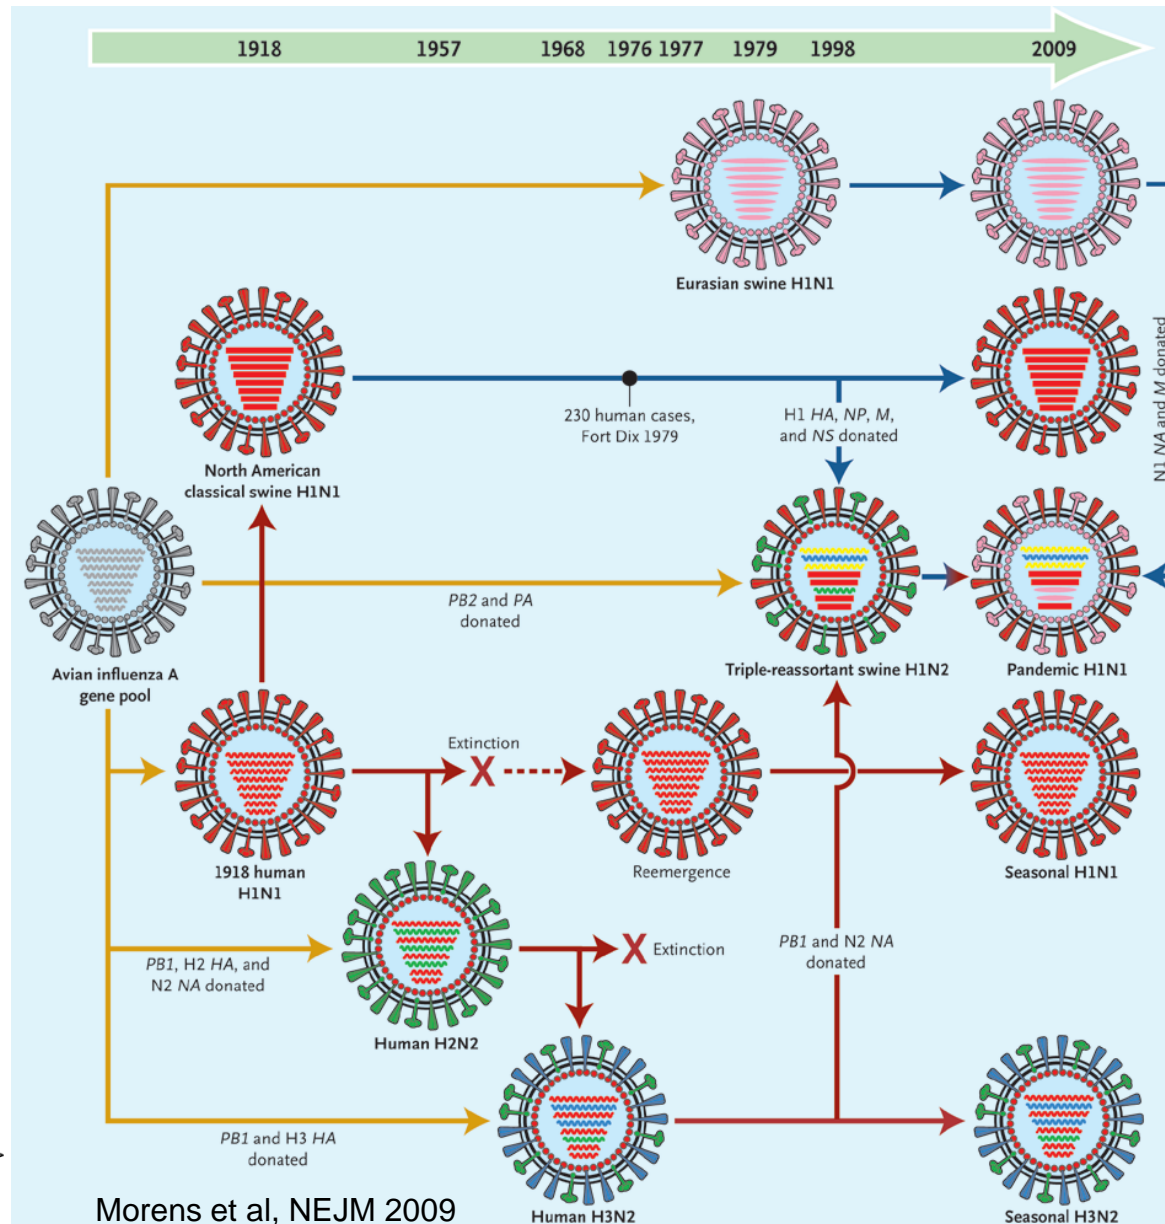 1918 1957 1968 1976 1977 1979 1998 2009
Eurasian swine H1N1
230 human cases,
Fort Dix 1979
H1 HA, NP, M,
and NS donated
N1 NA and M donated
North American
classical swine H1N1
PB2 and PA
donated
Avian influenza A
gene pool
Triple-reassortant swine H1N2
Pandemic H1N1
Extinction
X
1918 human
H1N1
Reemergence
Seasonal H1N1
PB1, H2 HA, and
N2 NA donated
X Extinction
PB1 and N2 NA
donated
Human H2N2
PB1 and H3 HA
donated
Morens et al, NEJM 2009
Human H3N2
Seasonal H3N2